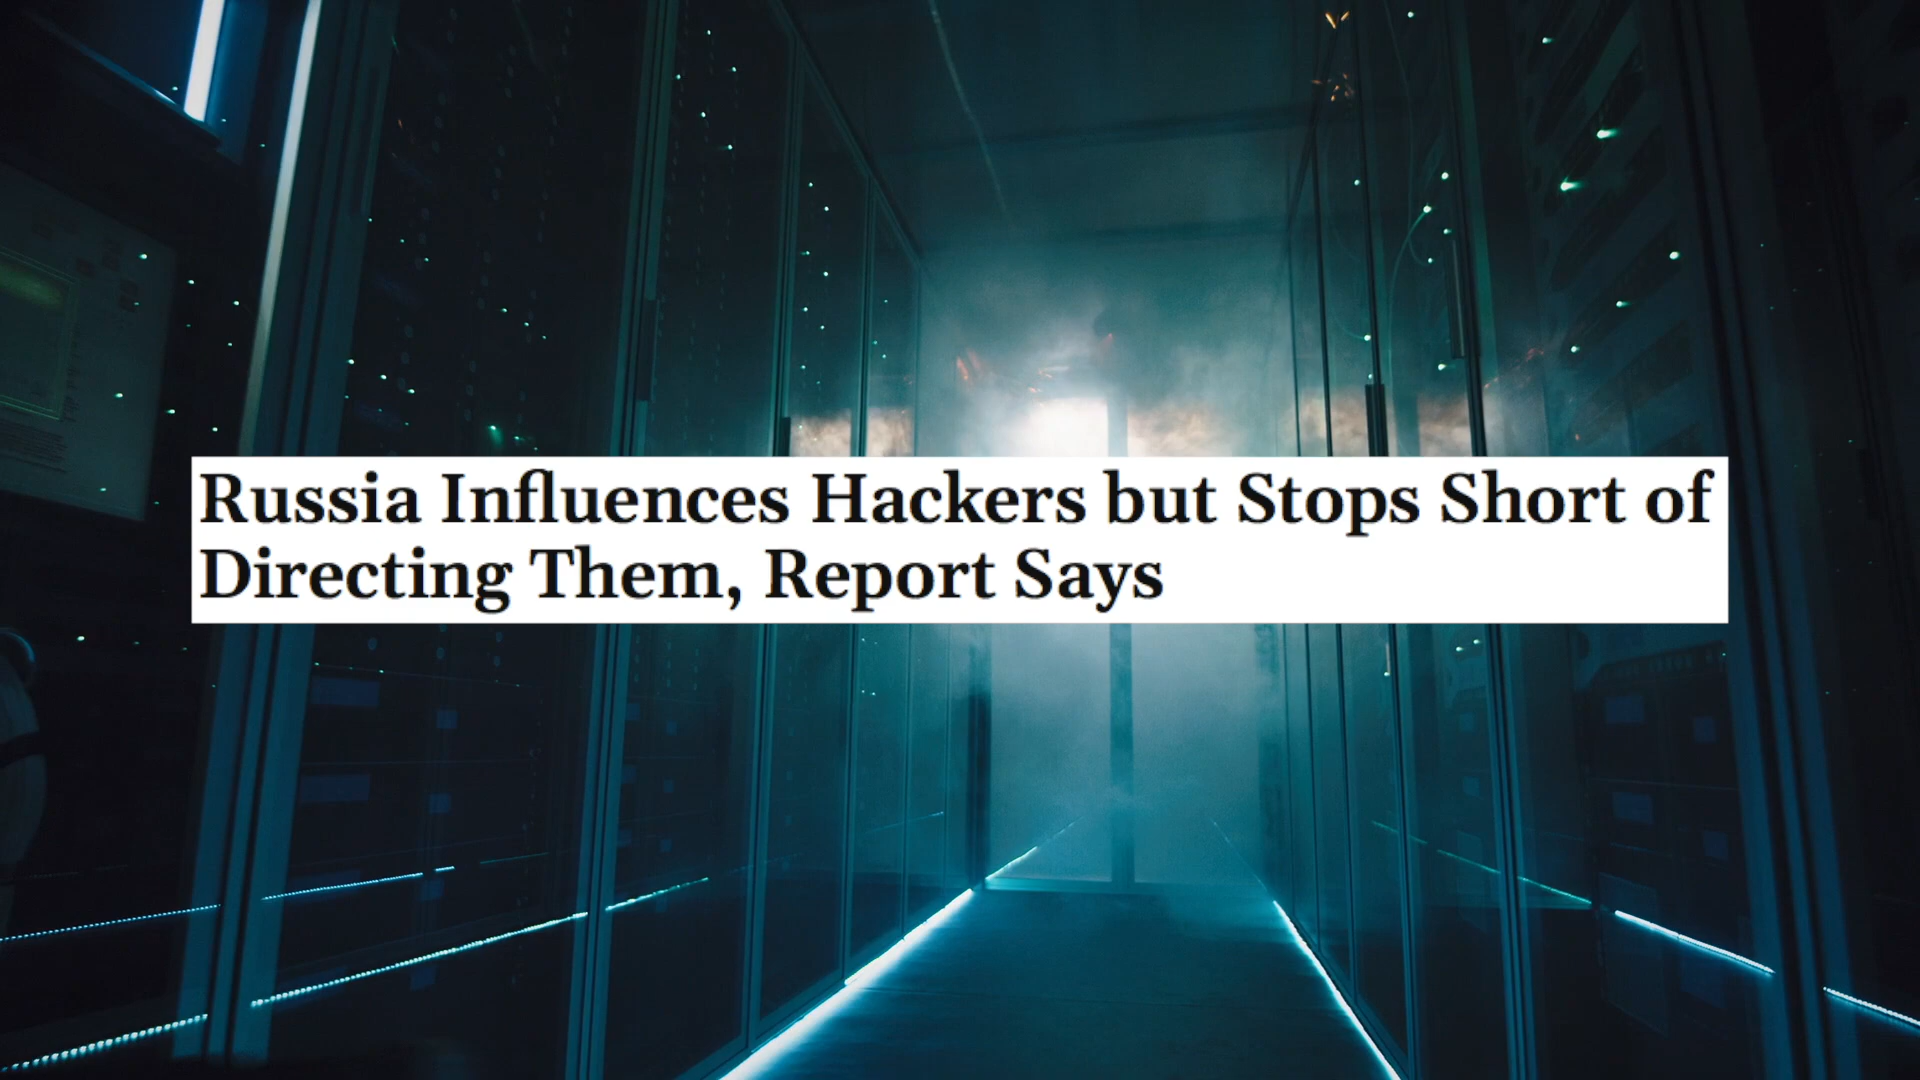 Russia Influences Hackers but Stops Short of
Directing Them, Report Says